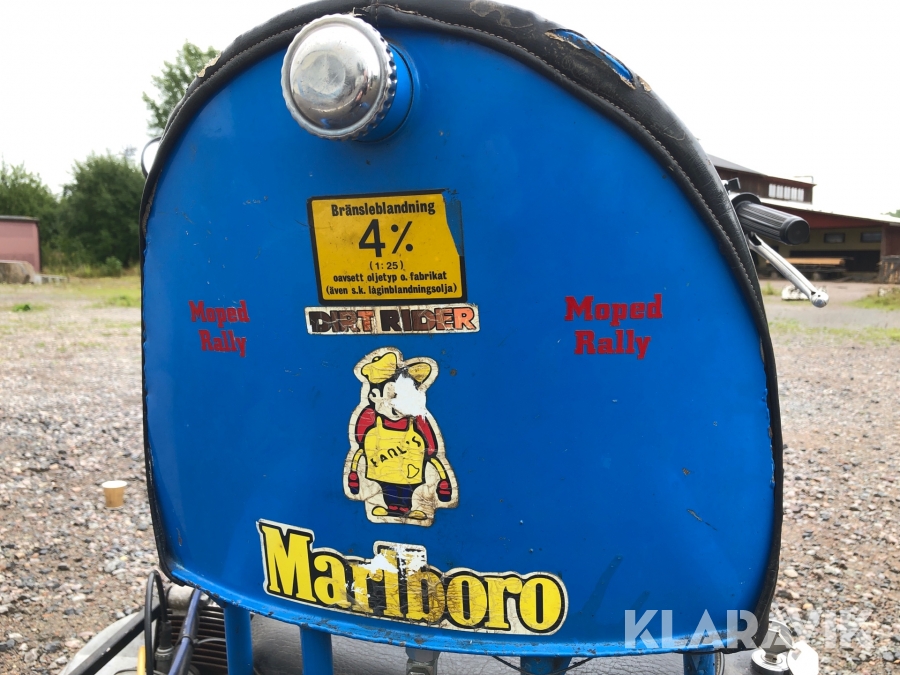 Bränsleblandning
4%
(1:25)
oavsett oljetyp o. fabrikat
(även s.k. låginblandningsolja)
DIRT RIDER
Moped
Rally
Moped
Rally
Marlboro
KLARAVIK